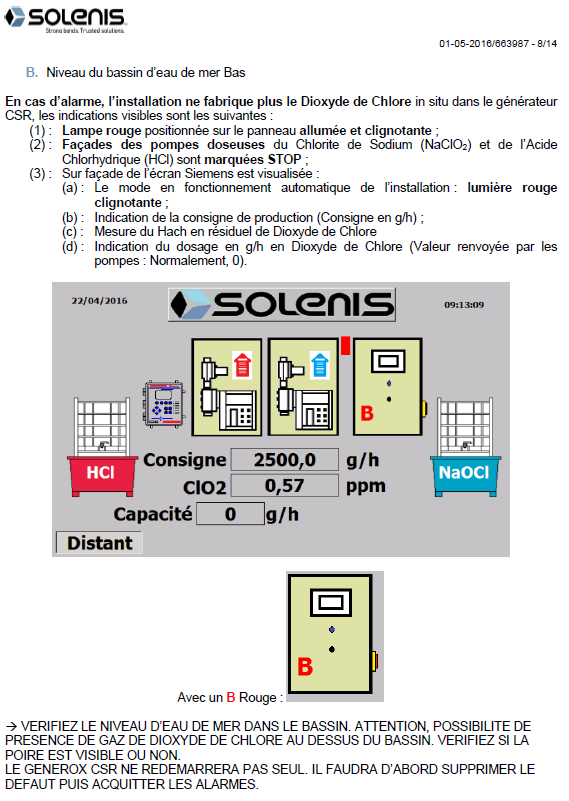 SOLENIS.
Strong bonds. Trusted solutions.
01-05-2016/663987 - 8/14
B. Niveau du bassin d'eau de mer Bas
En cas d'alarme, l'installation ne fabrique plus le Dioxyde de Chlore in situ dans le générateur
CSR, les indications visibles sont les suivantes :
(1) : Lampe rouge positionnée sur le panneau allumée et clignotante ;
(2) : Façades des pompes doseuses du Chlorite de Sodium (NaClO₂) et de l'Acide
Chlorhydrique (HCl) sont marquées STOP ;
(3) : Sur façade de l'écran Siemens est visualisée :
(a) : Le mode en fonctionnement automatique de l'installation : lumière rouge
clignotante ;
(b) : Indication de la consigne de production (Consigne en g/h) ;
(c) : Mesure du Hach en résiduel de Dioxyde de Chlore
(d) : Indication du dosage en g/h en Dioxyde de Chlore (Valeur renvoyée par les
pompes : Normalement, 0).
22/04/2016
SOLENIS
09:13:09
B
HCl
NaOCl
Consigne 2500,0 g/h
ClO2 0,57 ppm
Capacité 0 g/h
Distant
B
Avec un B Rouge :
→ VERIFIEZ LE NIVEAU D'EAU DE MER DANS LE BASSIN. ATTENTION, POSSIBILITE DE
PRESENCE DE GAZ DE DIOXYDE DE CHLORE AU DESSUS DU BASSIN. VERIFIEZ SI LA
POIRE EST VISIBLE OU NON.
LE GENEROX CSR NE REDEMARRERA PAS SEUL. IL FAUDRA D'ABORD SUPPRIMER LE
DEFAUT PUIS ACQUITTER LES ALARMES.